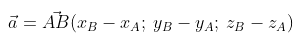 a⃗ = AB⃗(x_B − x_A; y_B − y_A; z_B − z_A)